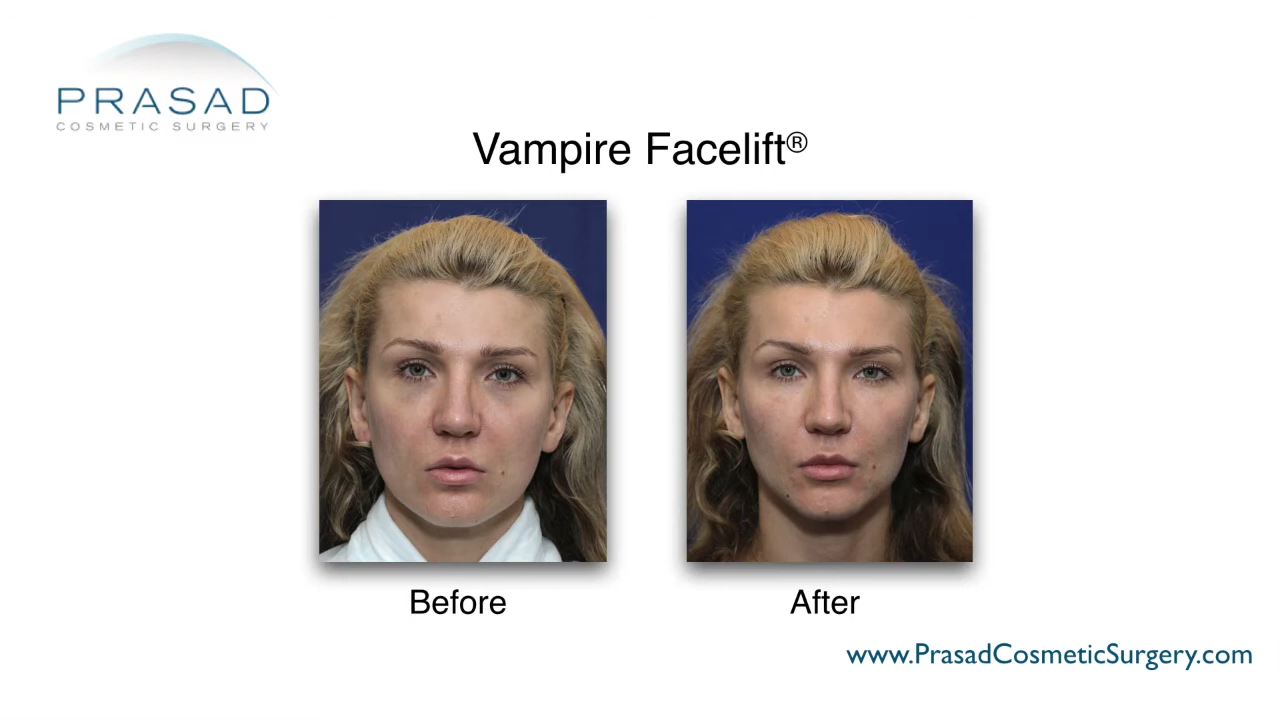 PRASAD
COSMETIC SURGERY
Vampire Facelift®
Before
After
www.PrasadCosmeticSurgery.com